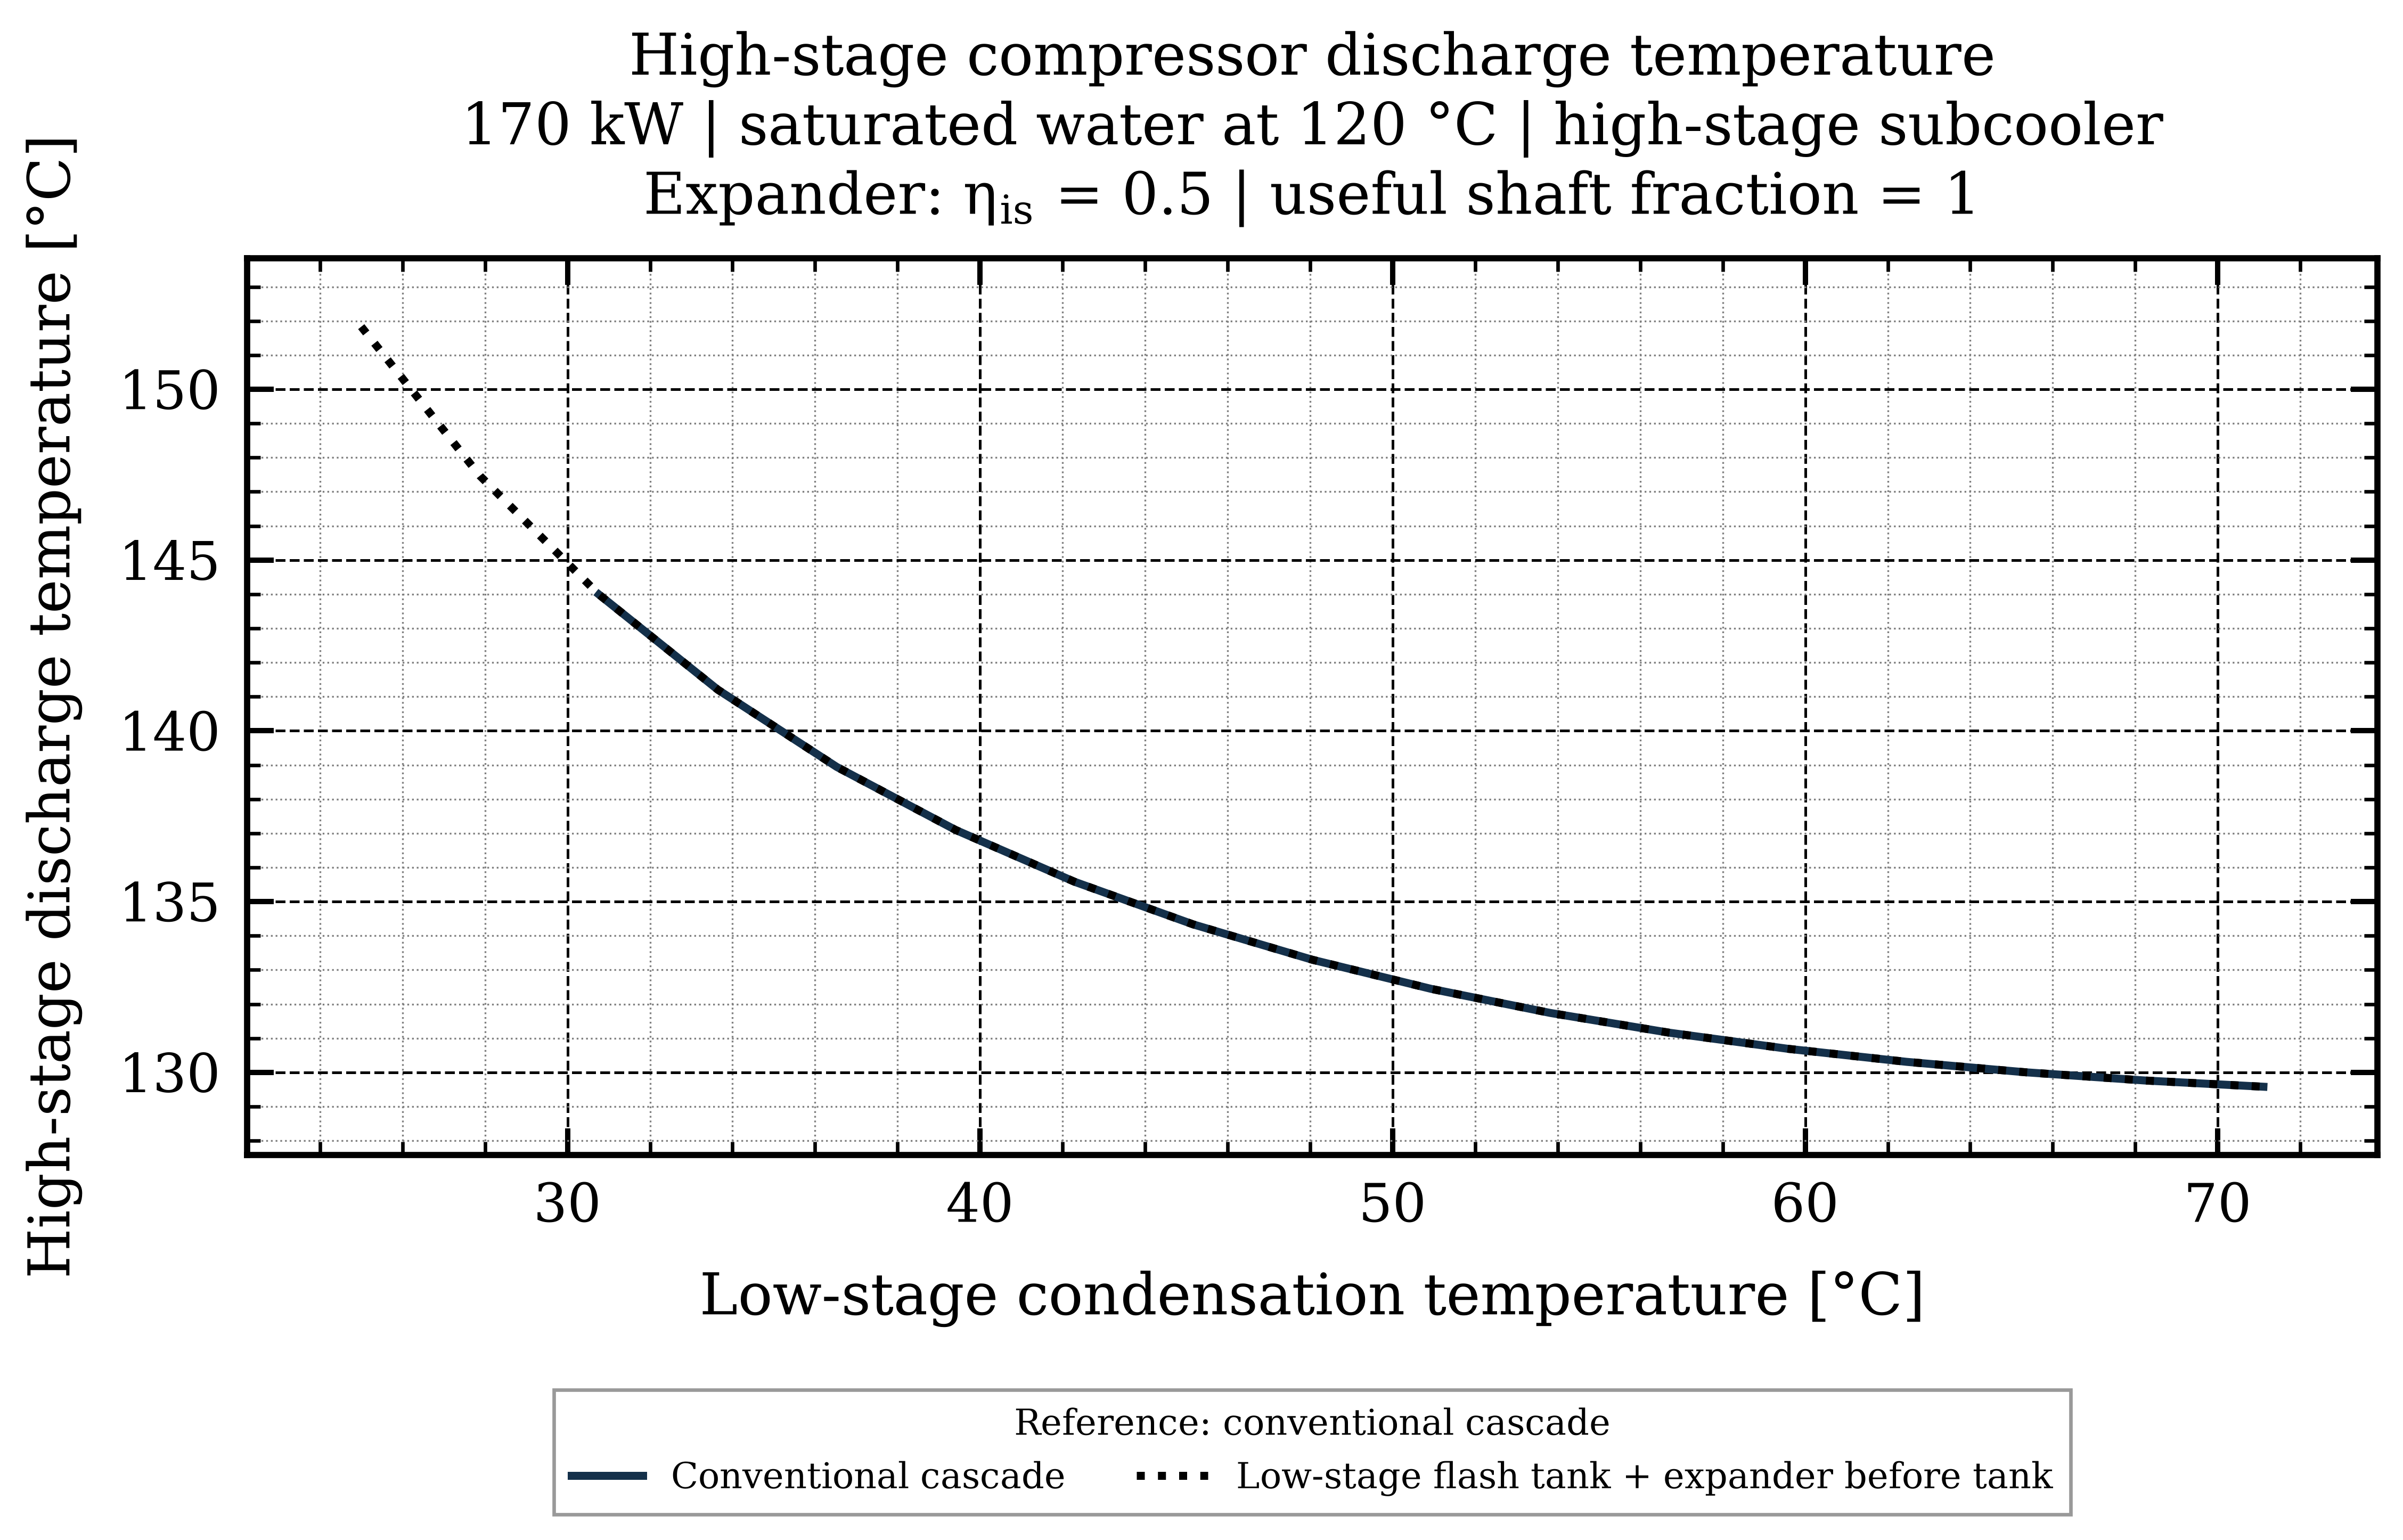 High-stage compressor discharge temperature
170 kW | saturated water at 120 °C | high-stage subcooler
Expander: ηis = 0.5 | useful shaft fraction = 1
High-stage discharge temperature [°C]
150
145
140
135
130
30 40 50 60 70
Low-stage condensation temperature [°C]
Reference: conventional cascade
Conventional cascade Low-stage flash tank + expander before tank